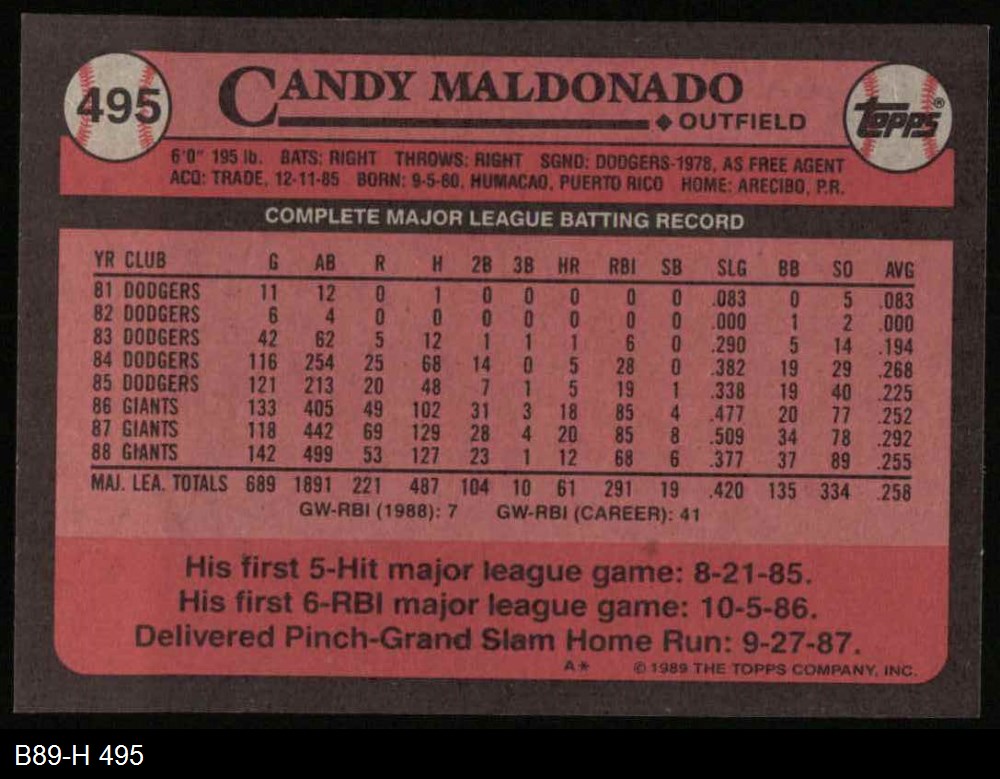 495
CANDY MALDONADO
OUTFIELD
Topps®
6'0" 195 lb. BATS: RIGHT THROWS: RIGHT SGND: DODGERS-1978, AS FREE AGENT
ACQ: TRADE, 12-11-85 BORN: 9-5-60, HUMACAO, PUERTO RICO HOME: ARECIBO, P.R.
COMPLETE MAJOR LEAGUE BATTING RECORD
YR CLUB G AB R H 2B 3B HR RBI SB SLG BB SO AVG
81 DODGERS 11 12 0 1 0 0 0 0 0 .083 0 5 .083
82 DODGERS 6 4 0 0 0 0 0 0 0 .000 1 2 .000
83 DODGERS 42 62 5 12 1 1 1 6 0 .290 5 14 .194
84 DODGERS 116 254 25 68 14 0 5 28 0 .382 19 29 .268
85 DODGERS 121 213 20 48 7 1 5 19 1 .338 19 40 .225
86 GIANTS 133 405 49 102 31 3 18 85 4 .477 20 77 .252
87 GIANTS 118 442 69 129 28 4 20 85 8 .509 34 78 .292
88 GIANTS 142 499 53 127 23 1 12 68 6 .377 37 89 .255
MAJ. LEA. TOTALS 689 1891 221 487 104 10 61 291 19 .420 135 334 .258
GW-RBI (1988): 7 GW-RBI (CAREER): 41
His first 5-Hit major league game: 8-21-85.
His first 6-RBI major league game: 10-5-86.
Delivered Pinch-Grand Slam Home Run: 9-27-87.
A* © 1989 THE TOPPS COMPANY, INC.
B89-H 495